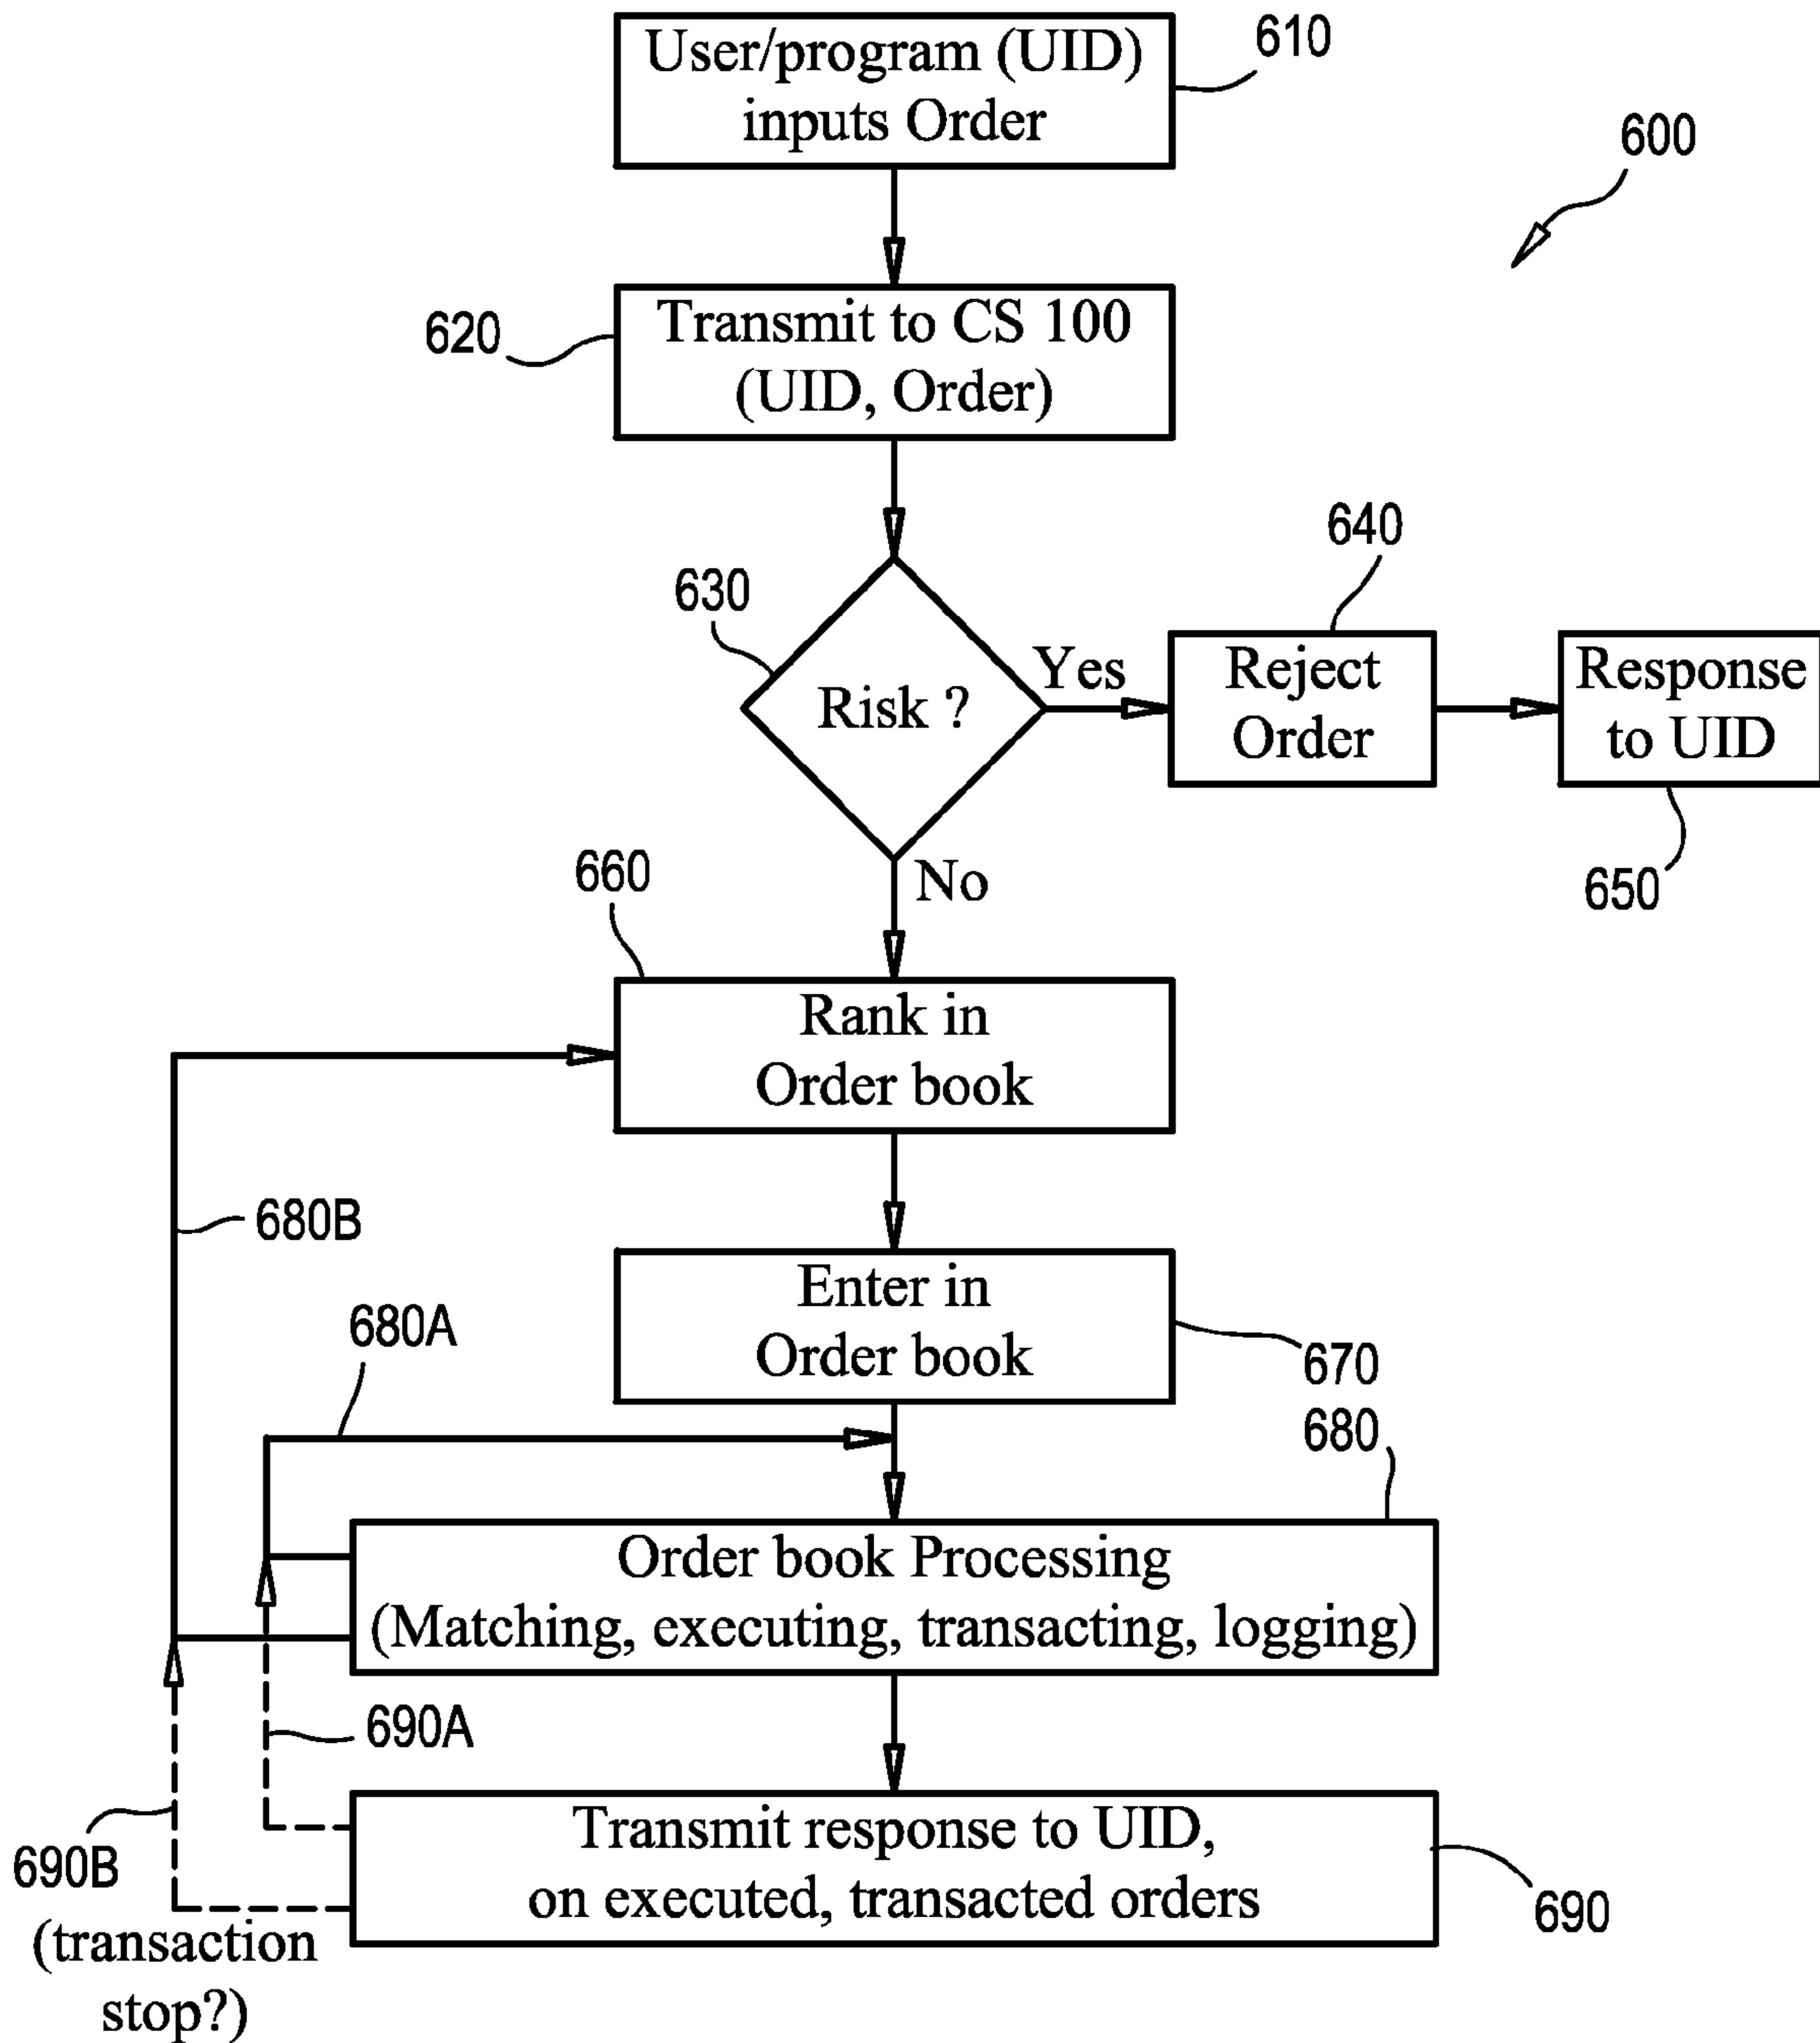 User/program (UID)
inputs Order
610
600
Transmit to CS 100
(UID, Order)
620
630
Risk ?
Yes
640
Reject
Order
Response
to UID
650
No
660
Rank in
Order book
680B
Enter in
Order book
670
680A
680
Order book Processing
(Matching, executing, transacting, logging)
690A
690B
(transaction
stop?)
Transmit response to UID,
on executed, transacted orders
690